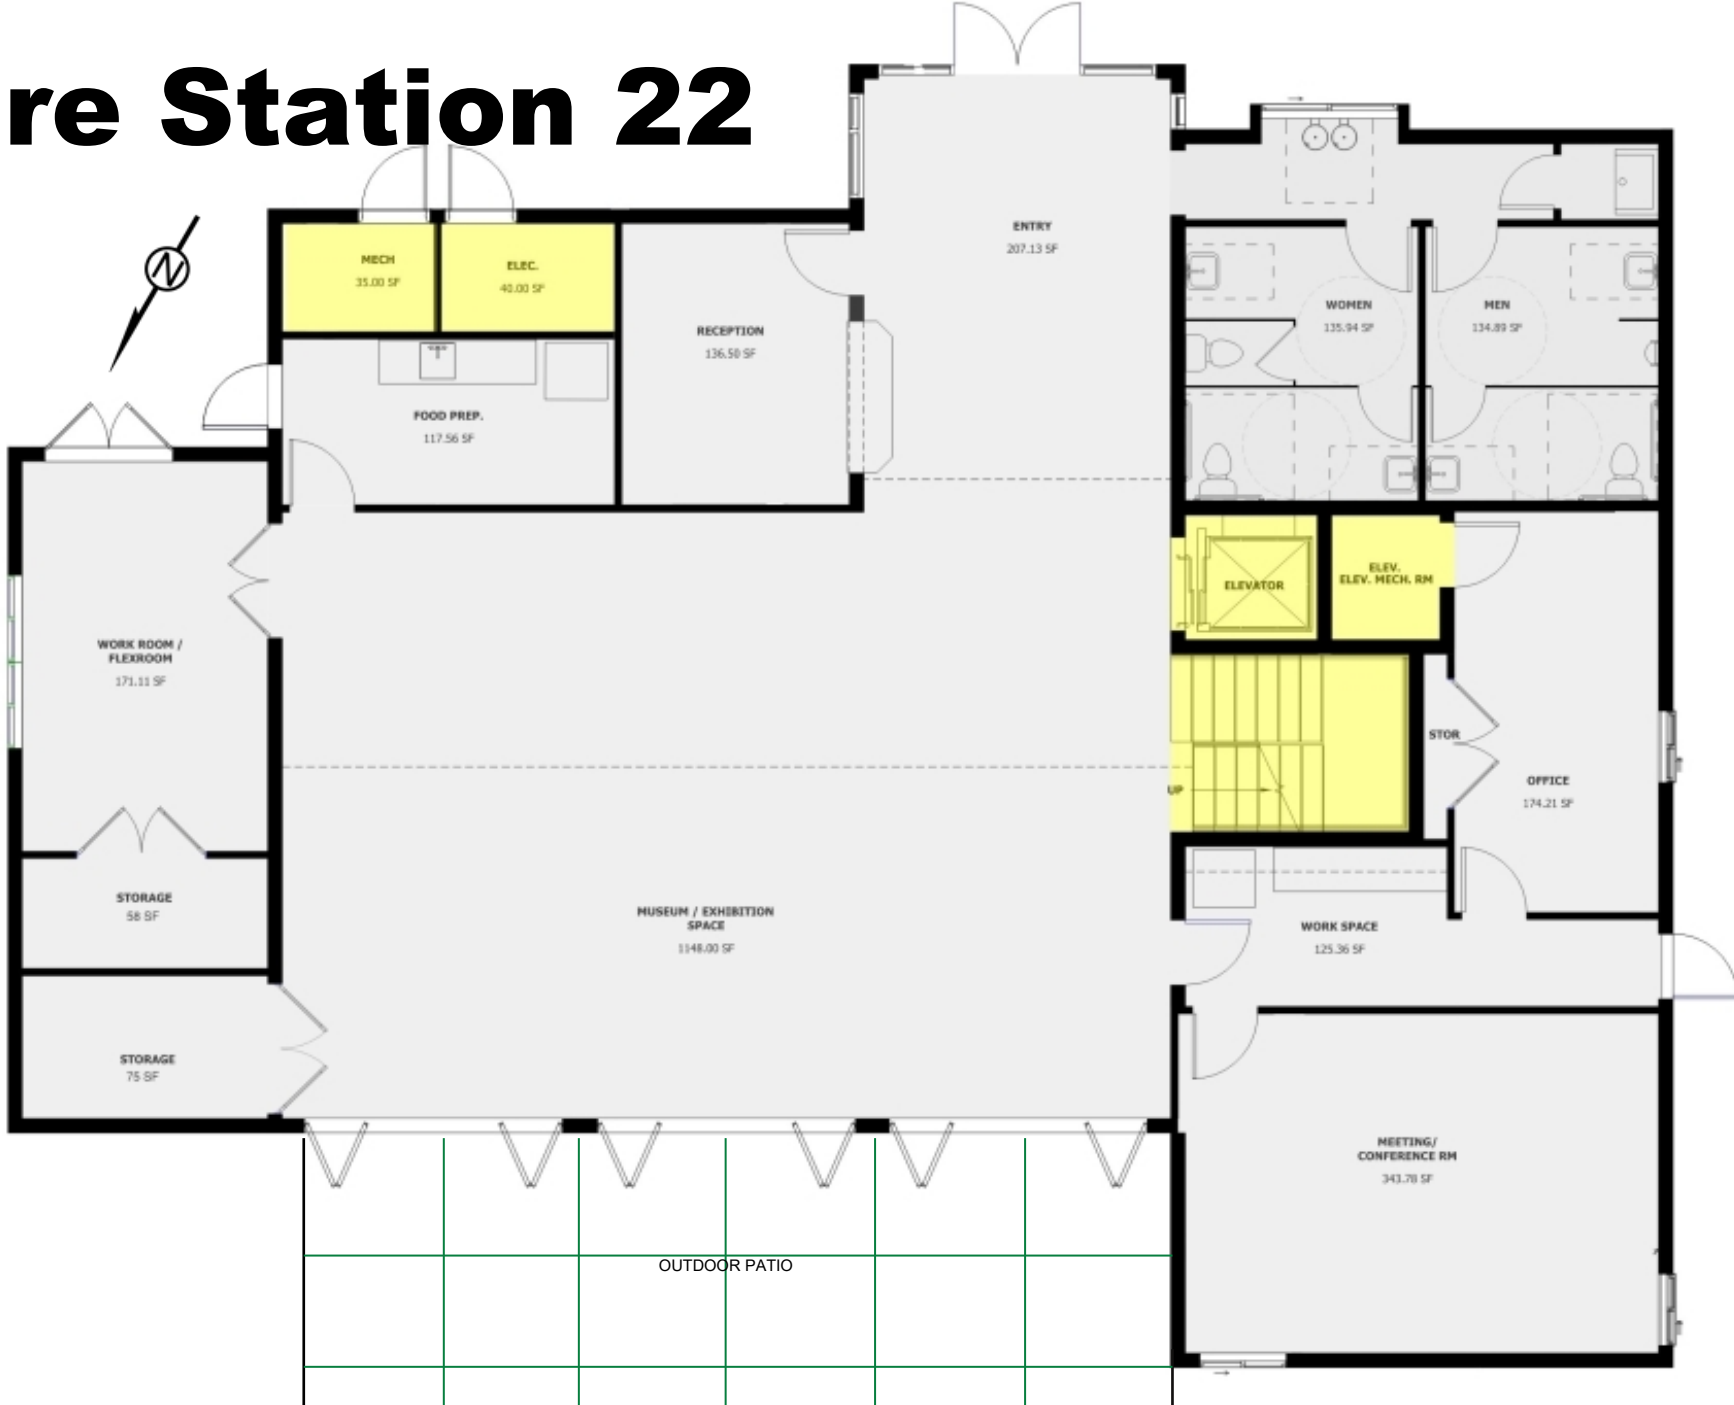 re Station 22
N
ENTRY
207.13 SF
MECH
35.00 SF
ELEC.
40.00 SF
RECEPTION
136.50 SF
WOMEN
135.94 SF
MEN
134.89 SF
FOOD PREP.
117.56 SF
ELEVATOR
ELEV.
ELEV. MECH. RM
WORK ROOM /
FLEXROOM
171.11 SF
STOR
UP
OFFICE
174.21 SF
STORAGE
58 SF
MUSEUM / EXHIBITION
SPACE
1148.00 SF
WORK SPACE
125.36 SF
STORAGE
75 SF
MEETING/
CONFERENCE RM
343.78 SF
OUTDOOR PATIO